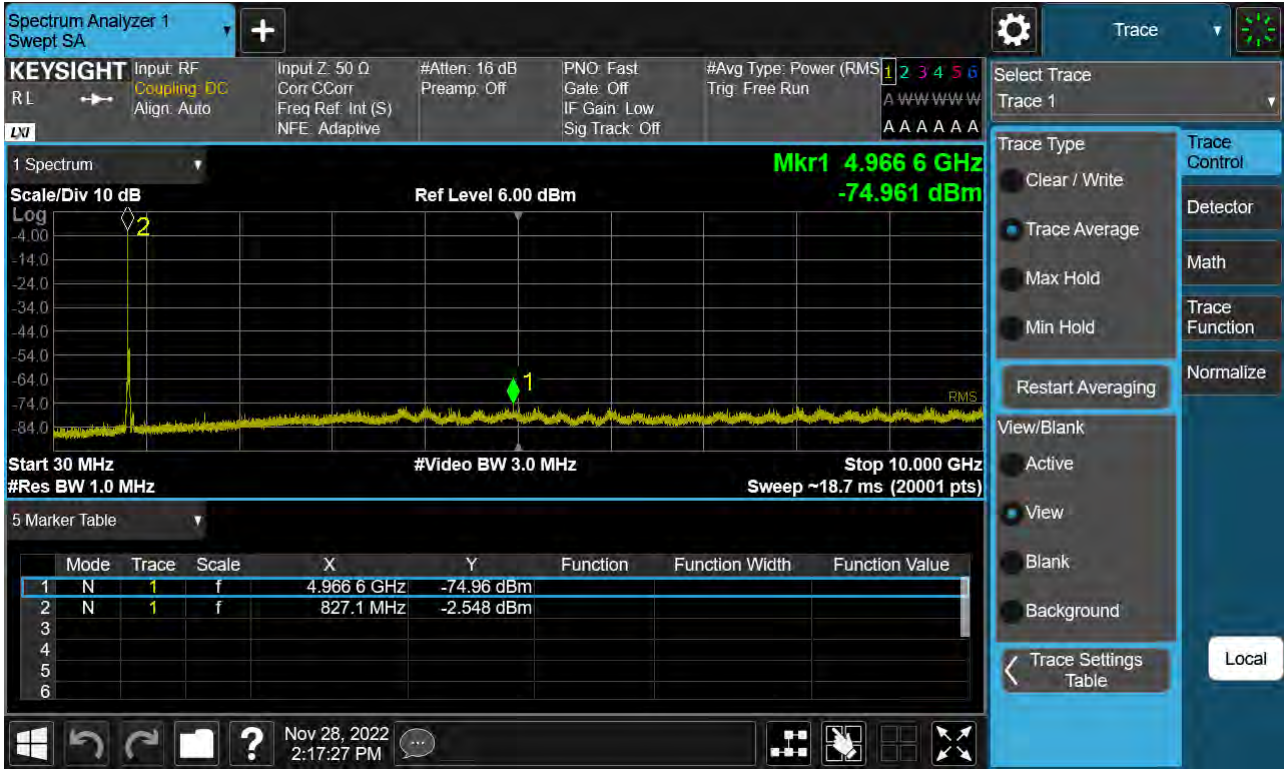 Spectrum Analyzer 1
Swept SA
Trace
KEYSIGHT
RL
LXI
Input: RF
Coupling: DC
Align: Auto
Input Z: 50 Ω
Corr CCorr
Freq Ref: Int (S)
NFE: Adaptive
#Atten: 16 dB
Preamp: Off
PNO: Fast
Gate: Off
IF Gain: Low
Sig Track: Off
#Avg Type: Power (RMS
Trig: Free Run
1 2 3 4 5 6
A W W W W W
A A A A A A
Select Trace
Trace 1
1 Spectrum
Mkr1 4.966 6 GHz
-74.961 dBm
Scale/Div 10 dB
Ref Level 6.00 dBm
Log
-4.00
-14.0
-24.0
-34.0
-44.0
-54.0
-64.0
-74.0
-84.0
2
1
RMS
Start 30 MHz
#Video BW 3.0 MHz
Stop 10.000 GHz
#Res BW 1.0 MHz
Sweep ~18.7 ms (20001 pts)
5 Marker Table
Mode Trace Scale X Y Function Function Width Function Value
1 N 1 f 4.966 6 GHz -74.96 dBm
2 N 1 f 827.1 MHz -2.548 dBm
3
4
5
6
Nov 28, 2022
2:17:27 PM
Trace Type
Clear / Write
Trace Average
Max Hold
Min Hold
Restart Averaging
View/Blank
Active
View
Blank
Background
Trace Settings
Table
Trace
Control
Detector
Math
Trace
Function
Normalize
Local